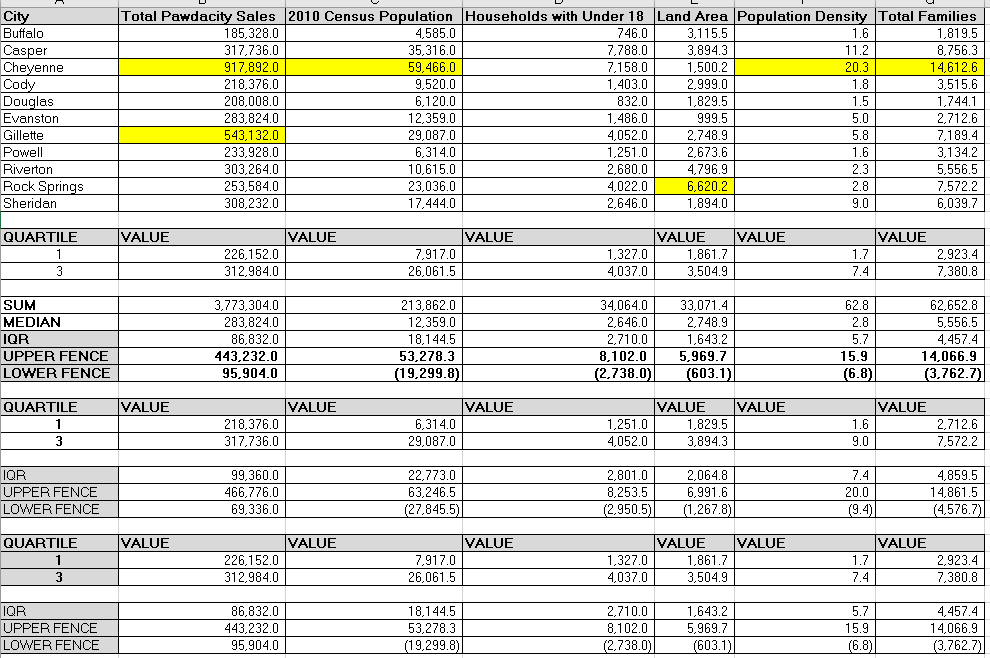 City Total Pawdacity Sales 2010 Census Population Households with Under 18 Land Area Population Density Total Families
Buffalo 185,328.0 4,585.0 746.0 3,115.5 1.6 1,819.5
Casper 317,736.0 35,316.0 7,788.0 3,894.3 11.2 8,756.3
Cheyenne 917,892.0 59,466.0 7,158.0 1,500.2 20.3 14,612.6
Cody 218,376.0 9,520.0 1,403.0 2,999.0 1.8 3,515.6
Douglas 208,008.0 6,120.0 832.0 1,829.5 1.5 1,744.1
Evanston 283,824.0 12,359.0 1,486.0 999.5 5.0 2,712.6
Gillette 543,132.0 29,087.0 4,052.0 2,748.9 5.8 7,189.4
Powell 233,928.0 6,314.0 1,251.0 2,673.6 1.6 3,134.2
Riverton 303,264.0 10,615.0 2,680.0 4,796.9 2.3 5,556.5
Rock Springs 253,584.0 23,036.0 4,022.0 6,620.2 2.8 7,572.2
Sheridan 308,232.0 17,444.0 2,646.0 1,894.0 9.0 6,039.7
QUARTILE VALUE VALUE VALUE VALUE VALUE VALUE
1 226,152.0 7,917.0 1,327.0 1,861.7 1.7 2,923.4
3 312,984.0 26,061.5 4,037.0 3,504.9 7.4 7,380.8
SUM 3,773,304.0 213,862.0 34,064.0 33,071.4 62.8 62,652.8
MEDIAN 283,824.0 12,359.0 2,646.0 2,748.9 2.8 5,556.5
IQR 86,832.0 18,144.5 2,710.0 1,643.2 5.7 4,457.4
UPPER FENCE 443,232.0 53,278.3 8,102.0 5,969.7 15.9 14,066.9
LOWER FENCE 95,904.0 (19,299.8) (2,738.0) (603.1) (6.8) (3,762.7)
QUARTILE VALUE VALUE VALUE VALUE VALUE VALUE
1 218,376.0 6,314.0 1,251.0 1,829.5 1.6 2,712.6
3 317,736.0 29,087.0 4,052.0 3,894.3 9.0 7,572.2
IQR 99,360.0 22,773.0 2,801.0 2,064.8 7.4 4,859.5
UPPER FENCE 466,776.0 63,246.5 8,253.5 6,991.6 20.0 14,861.5
LOWER FENCE 69,336.0 (27,845.5) (2,950.5) (1,267.8) (9.4) (4,576.7)
QUARTILE VALUE VALUE VALUE VALUE VALUE VALUE
1 226,152.0 7,917.0 1,327.0 1,861.7 1.7 2,923.4
3 312,984.0 26,061.5 4,037.0 3,504.9 7.4 7,380.8
IQR 86,832.0 18,144.5 2,710.0 1,643.2 5.7 4,457.4
UPPER FENCE 443,232.0 53,278.3 8,102.0 5,969.7 15.9 14,066.9
LOWER FENCE 95,904.0 (19,299.8) (2,738.0) (603.1) (6.8) (3,762.7)